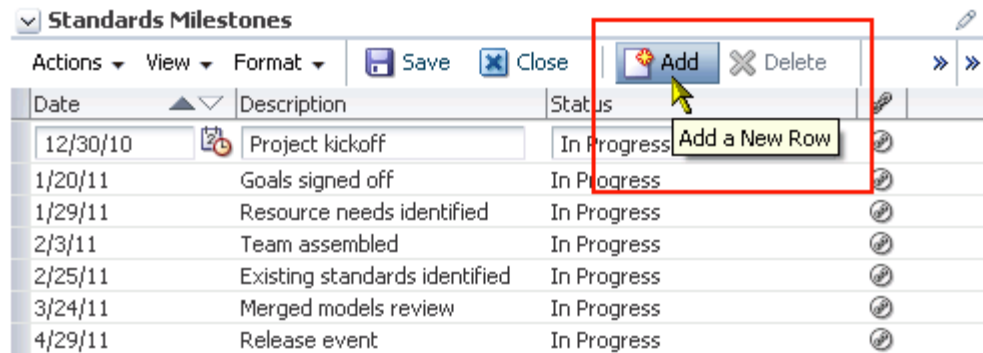 Standards Milestones
Actions View Format Save Close Add Delete
Date Description Status
12/30/10 Project kickoff In Progress Add a New Row
1/20/11 Goals signed off In Progress
1/29/11 Resource needs identified In Progress
2/3/11 Team assembled In Progress
2/25/11 Existing standards identified In Progress
3/24/11 Merged models review In Progress
4/29/11 Release event In Progress